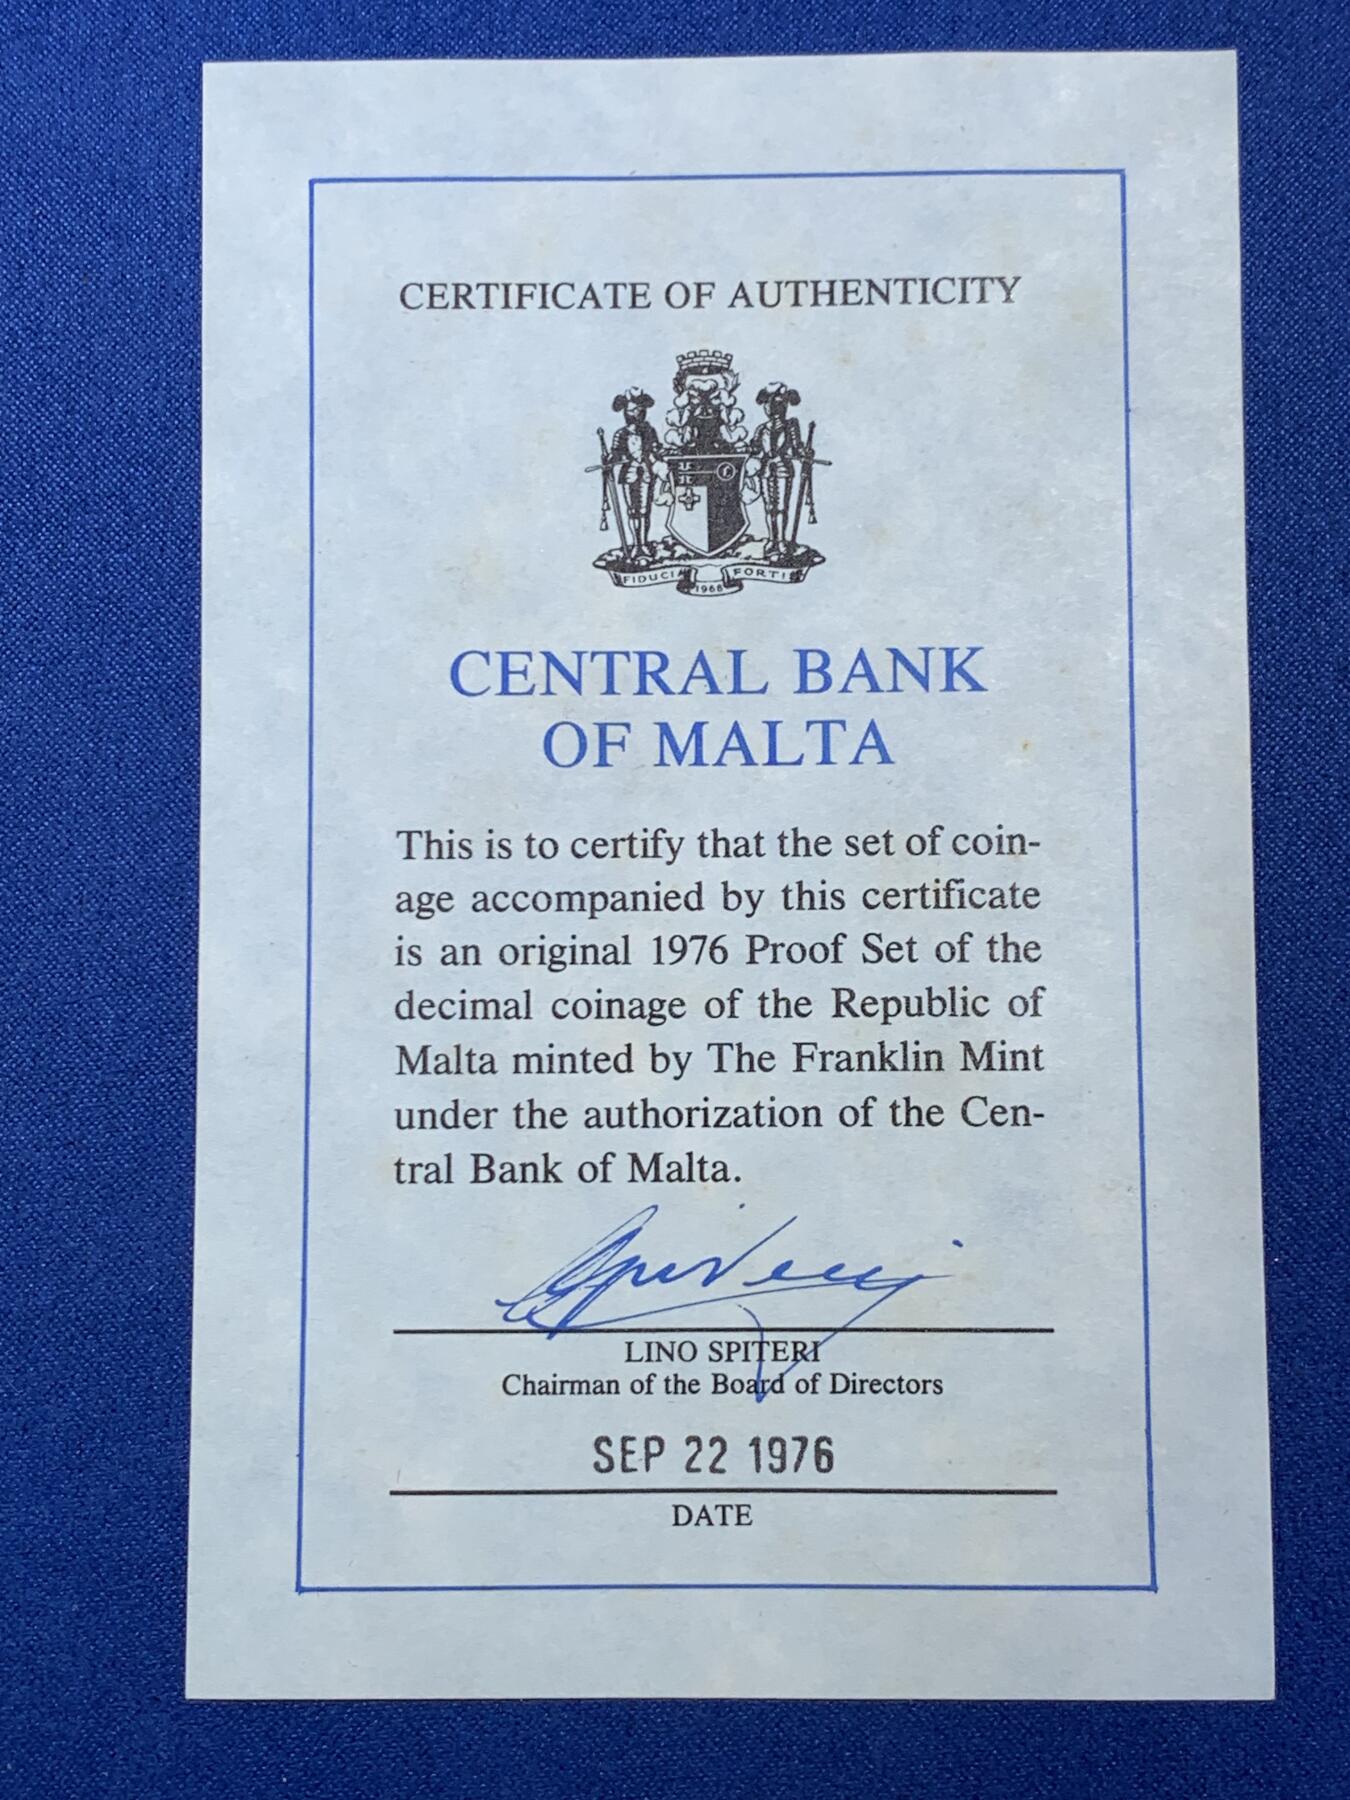 CERTIFICATE OF AUTHENTICITY
FIDUCIA FORTIS
1968
CENTRAL BANK
OF MALTA
This is to certify that the set of coin-
age accompanied by this certificate
is an original 1976 Proof Set of the
decimal coinage of the Republic of
Malta minted by The Franklin Mint
under the authorization of the Cen-
tral Bank of Malta.
LINO SPITERI
Chairman of the Board of Directors
SEP 22 1976
DATE